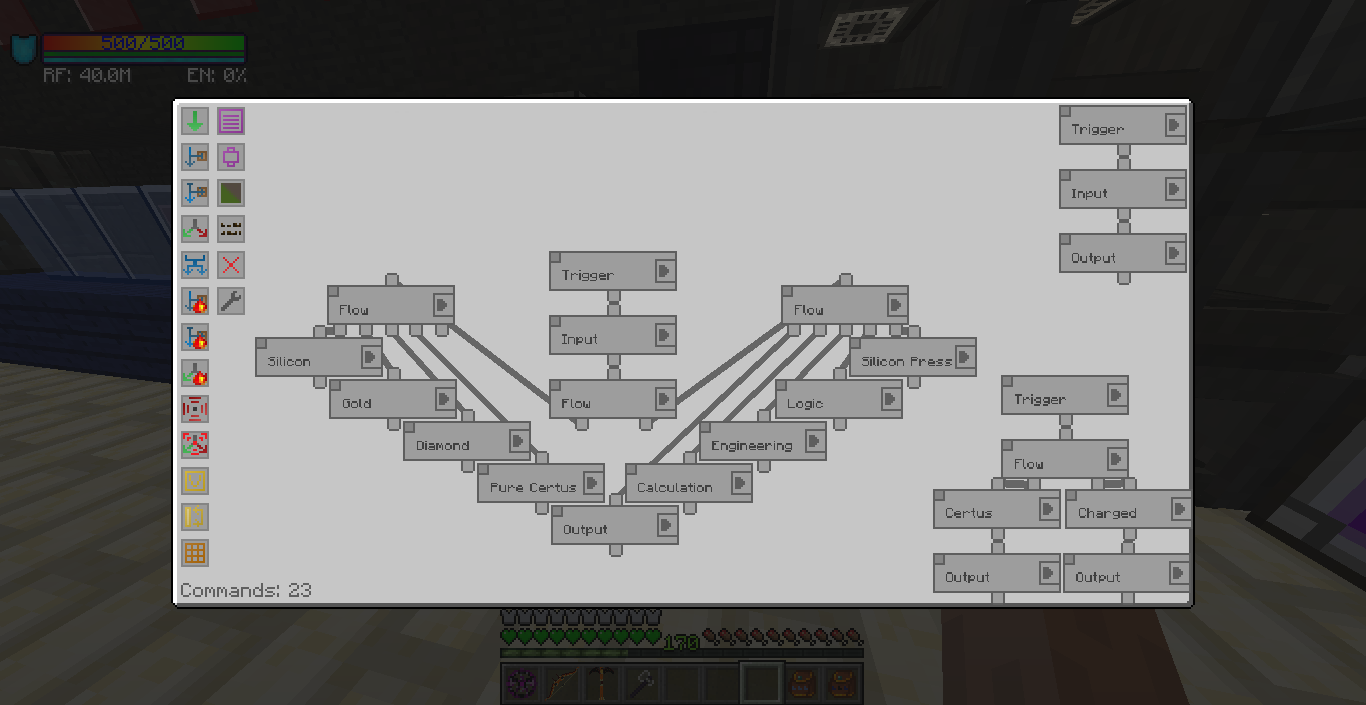 500/500
RF: 40.0M EN: 0%
Trigger
Input
Output
Trigger
Input
Flow
Flow
Silicon
Gold
Diamond
Pure Certus
Flow
Silicon Press
Logic
Engineering
Calculation
Output
Trigger
Flow
Certus
Charged
Output
Output
Commands: 23
170